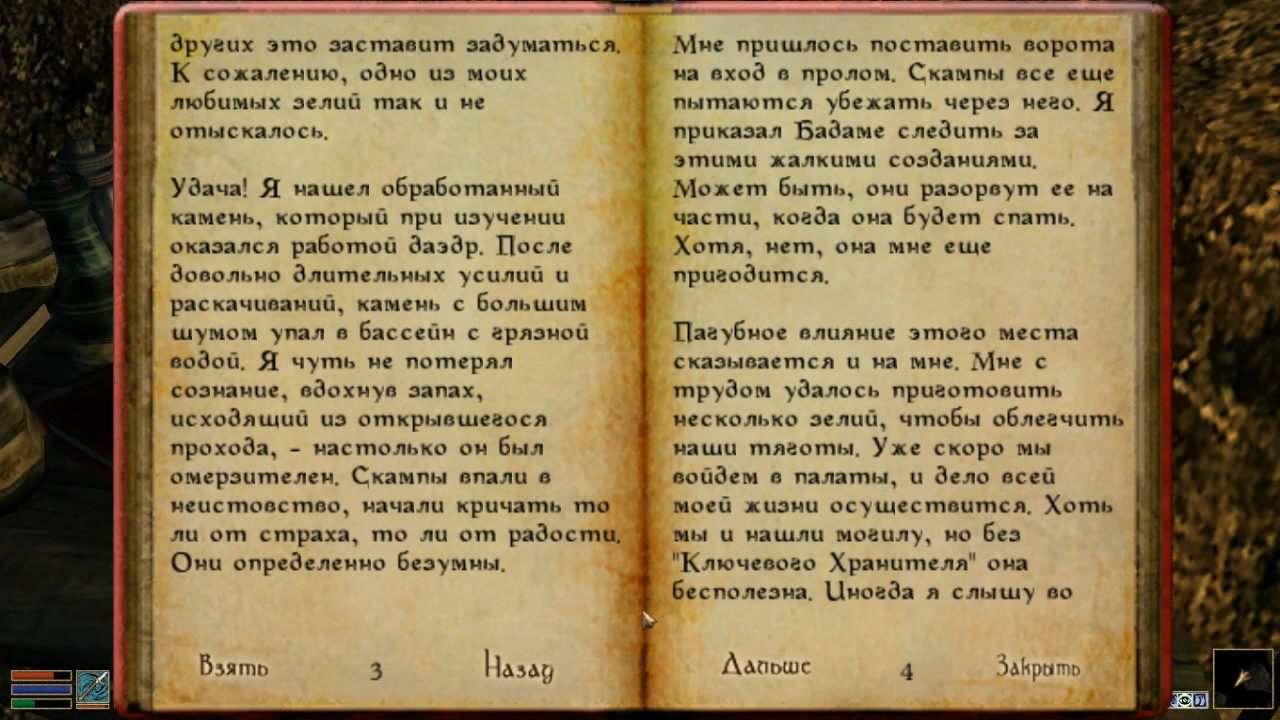 других это заставит задуматься.
К сожалению, одно из моих
любимых зелий так и не
отыскалось.
Удача! Я нашел обработанный
камень, который при изучении
оказался работой даэдр. После
довольно длительных усилий и
раскачиваний, камень с большим
шумом упал в бассейн с грязной
водой. Я чуть не потерял
сознание, вдохнув запах,
исходящий из открывшегося
прохода, - настолько он был
омерзителен. Скампы впали в
неистовство, начали кричать то
ли от страха, то ли от радости.
Они определенно безумны.
Взять 3 Назад
Мне пришлось поставить ворота
на вход в пролом. Скампы все еще
пытаются убежать через него. Я
приказал Бадаме следить за
этими жалкими созданиями.
Может быть, они разорвут ее на
части, когда она будет спать.
Хотя, нет, она мне еще
пригодится.
Пагубное влияние этого места
сказывается и на мне. Мне с
трудом удалось приготовить
несколько зелий, чтобы облегчить
наши тяготы. Уже скоро мы
войдем в палаты, и дело всей
моей жизни осуществится. Хоть
мы и нашли могилу, но без
"Ключевого Хранителя" она
бесполезна. Иногда я слышу во
Дальше 4 Закрыть